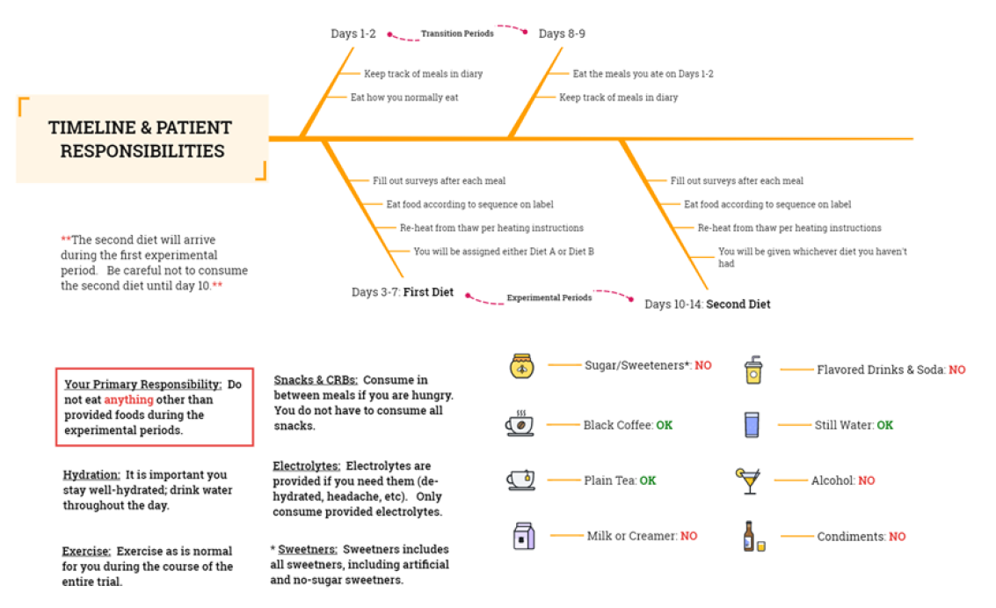 Days 1-2
Transition Periods
Days 8-9
Keep track of meals in diary
Eat how you normally eat
Eat the meals you ate on Days 1-2
Keep track of meals in diary
TIMELINE & PATIENT
RESPONSIBILITIES
Fill out surveys after each meal
Eat food according to sequence on label
Re-heat from thaw per heating instructions
You will be assigned either Diet A or Diet B
Days 3-7: First Diet
Experimental Periods
Fill out surveys after each meal
Eat food according to sequence on label
Re-heat from thaw per heating instructions
You will be given whichever diet you haven't
had
Days 10-14: Second Diet
**The second diet will arrive
during the first experimental
period. Be careful not to consume
the second diet until day 10.**
Your Primary Responsibility: Do
not eat anything other than
provided foods during the
experimental periods.
Hydration: It is important you
stay well-hydrated; drink water
throughout the day.
Exercise: Exercise as is normal
for you during the course of the
entire trial.
Snacks & CRBs: Consume in
between meals if you are hungry.
You do not have to consume all
snacks.
Electrolytes: Electrolytes are
provided if you need them (de-
hydrated, headache, etc). Only
consume provided electrolytes.
* Sweetners: Sweetners includes
all sweetners, including artificial
and no-sugar sweetners.
Sugar/Sweeteners*: NO
Black Coffee: OK
Plain Tea: OK
Milk or Creamer: NO
Flavored Drinks & Soda: NO
Still Water: OK
Alcohol: NO
Condiments: NO